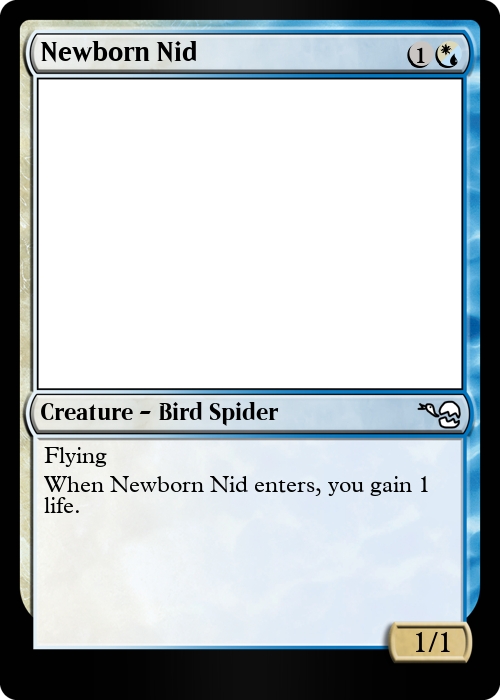 Newborn Nid 1
Creature – Bird Spider
Flying
When Newborn Nid enters, you gain 1
life.
1/1